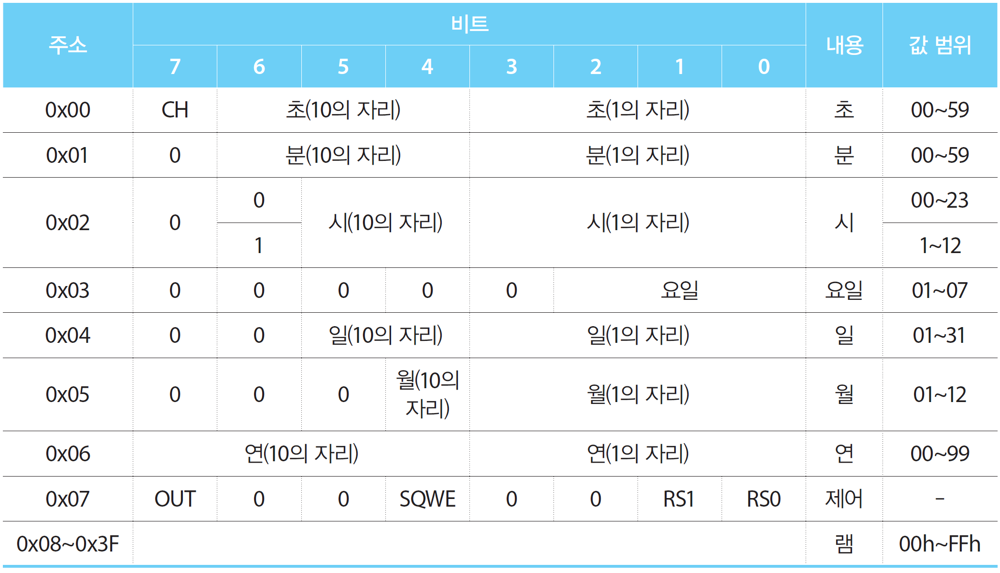 주소 비트 내용 값 범위
7 6 5 4 3 2 1 0
0x00 CH 초(10의 자리) 초(1의 자리) 초 00~59
0x01 0 분(10의 자리) 분(1의 자리) 분 00~59
0x02 0 0 시(10의 자리) 시(1의 자리) 시 00~23
1 1~12
0x03 0 0 0 0 0 요일 요일 01~07
0x04 0 0 일(10의 자리) 일(1의 자리) 일 01~31
0x05 0 0 0 월(10의 자리) 월(1의 자리) 월 01~12
0x06 연(10의 자리) 연(1의 자리) 연 00~99
0x07 OUT 0 0 SQWE 0 0 RS1 RS0 제어 –
0x08~0x3F 램 00h~FFh